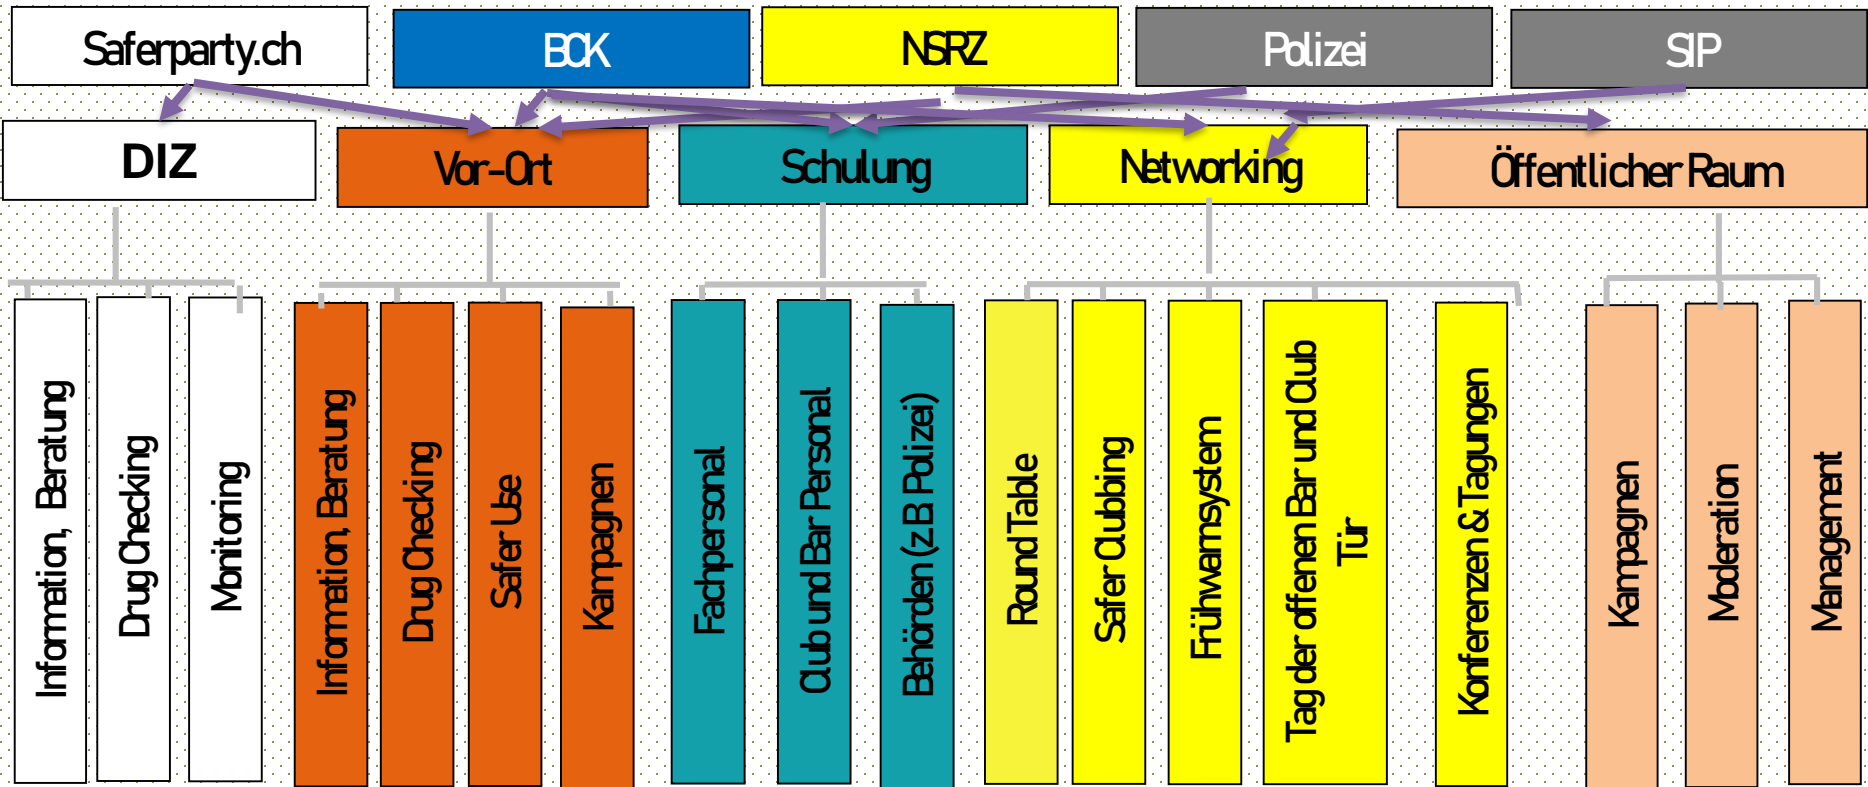 Saferparty.ch
BCK
NSRZ
Polizei
SIP
DIZ
Vor-Ort
Schulung
Networking
Öffentlicher Raum
Information, Beratung
Drug Checking
Monitoring
Information, Beratung
Drug Checking
Safer Use
Kampagnen
Fachpersonal
Club und Bar Personal
Behörden (z.B Polizei)
Round Table
Safer Clubbing
Frühwarnsystem
Tag der offenen Bar und Club
Tür
Konferenzen & Tagungen
Kampagnen
Moderation
Management